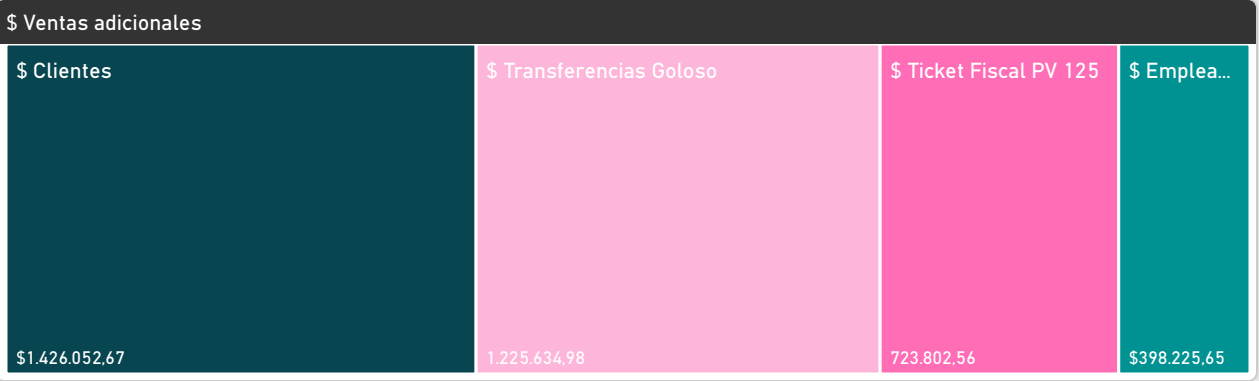 $ Ventas adicionales
$ Clientes
$ Transferencias Goloso
$ Ticket Fiscal PV 125
$ Emplea...
$1.426.052,67
1.225.634,98
723.802,56
$398.225,65